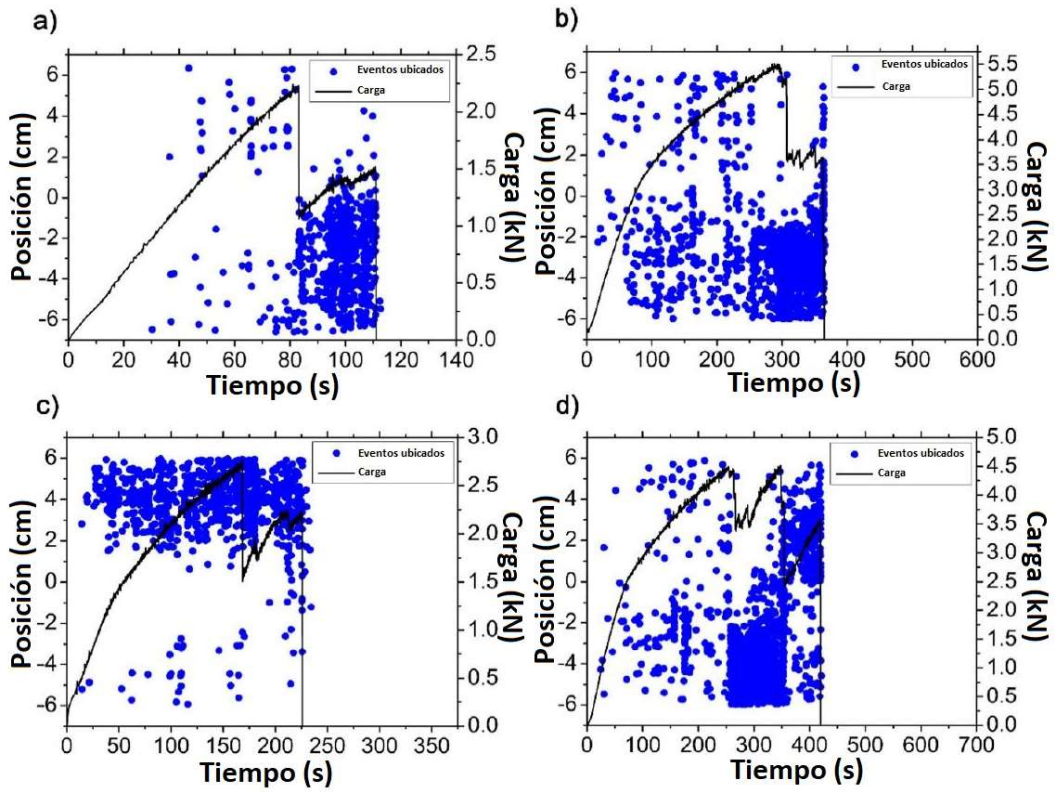 a)
6
4
2
0
-2
-4
-6
Posición (cm)
2.5
2.0
1.5
1.0
0.5
0.0
Carga (kN)
Eventos ubicados
Carga
0 20 40 60 80 100 120 140
Tiempo (s)
b)
6
4
2
0
-2
-4
-6
Posición (cm)
5.5
5.0
4.5
4.0
3.5
3.0
2.5
2.0
1.5
1.0
0.5
0.0
Carga (kN)
Eventos ubicados
Carga
0 100 200 300 400 500 600
Tiempo (s)
c)
6
4
2
0
-2
-4
-6
Posición (cm)
3.0
2.5
2.0
1.5
1.0
0.5
0.0
Carga (kN)
Eventos ubicados
Carga
0 50 100 150 200 250 300 350
Tiempo (s)
d)
6
4
2
0
-2
-4
-6
Posición (cm)
5.0
4.5
4.0
3.5
3.0
2.5
2.0
1.5
1.0
0.5
0.0
Carga (kN)
Eventos ubicados
Carga
0 100 200 300 400 500 600 700
Tiempo (s)